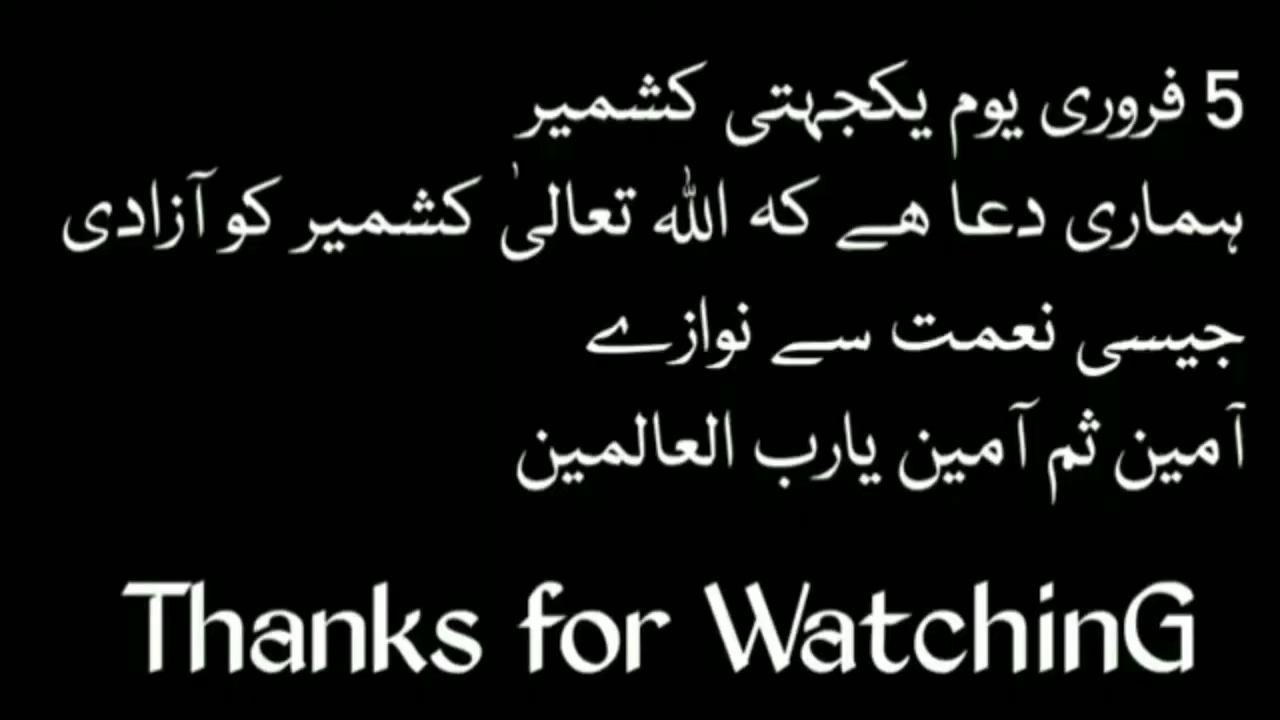 5 فروری یوم یکجہتی کشمیر
ہماری دعا ھے کہ اللہ تعالیٰ کشمیر کو آزادی
جیسی نعمت سے نوازے
آمین ثم آمین یارب العالمین
Thanks for WatchinG